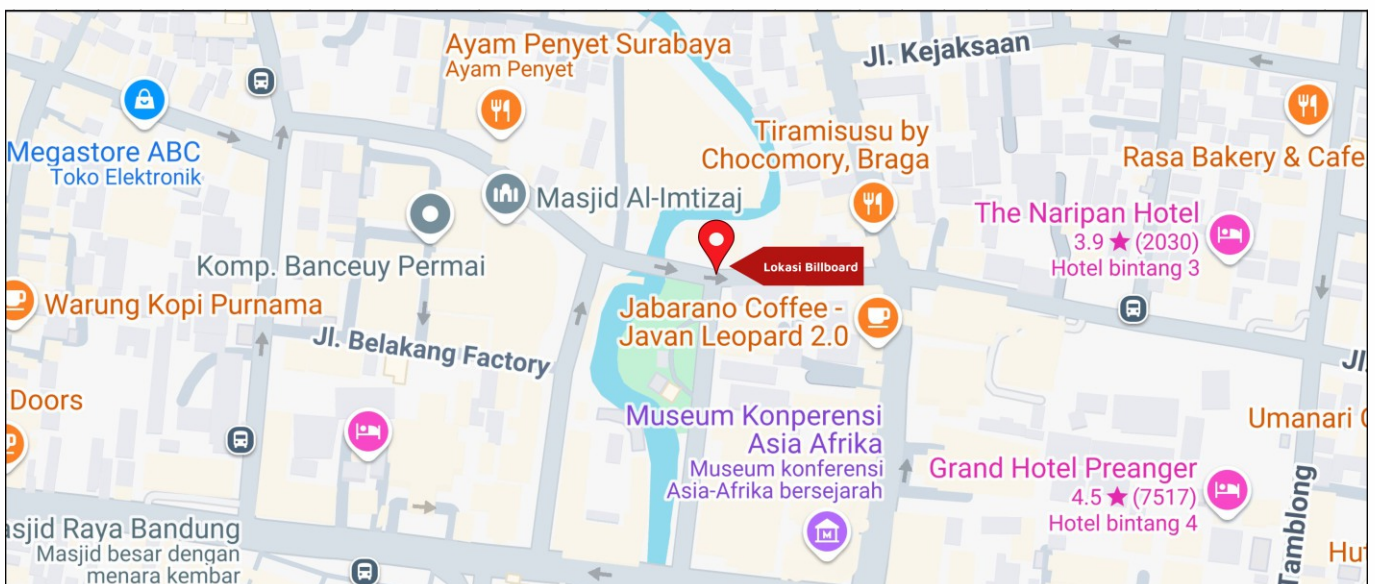 Ayam Penyet Surabaya
Ayam Penyet
Jl. Kejaksaan
Megastore ABC
Toko Elektronik
Tiramisusu by
Chocomory, Braga
Rasa Bakery & Cafe
Masjid Al-Imtizaj
The Naripan Hotel
3.9 ★ (2030)
Hotel bintang 3
Komp. Banceuy Permai
Lokasi Billboard
Warung Kopi Purnama
Jabarano Coffee -
Javan Leopard 2.0
Jl. Belakang Factory
Jl.
Doors
Museum Konperensi
Asia Afrika
Museum konferensi
Asia-Afrika bersejarah
Umanari
Grand Hotel Preanger
4.5 ★ (7517)
Hotel bintang 4
Tamblong
asjid Raya Bandung
Masjid besar dengan
menara kembar
M
Hu